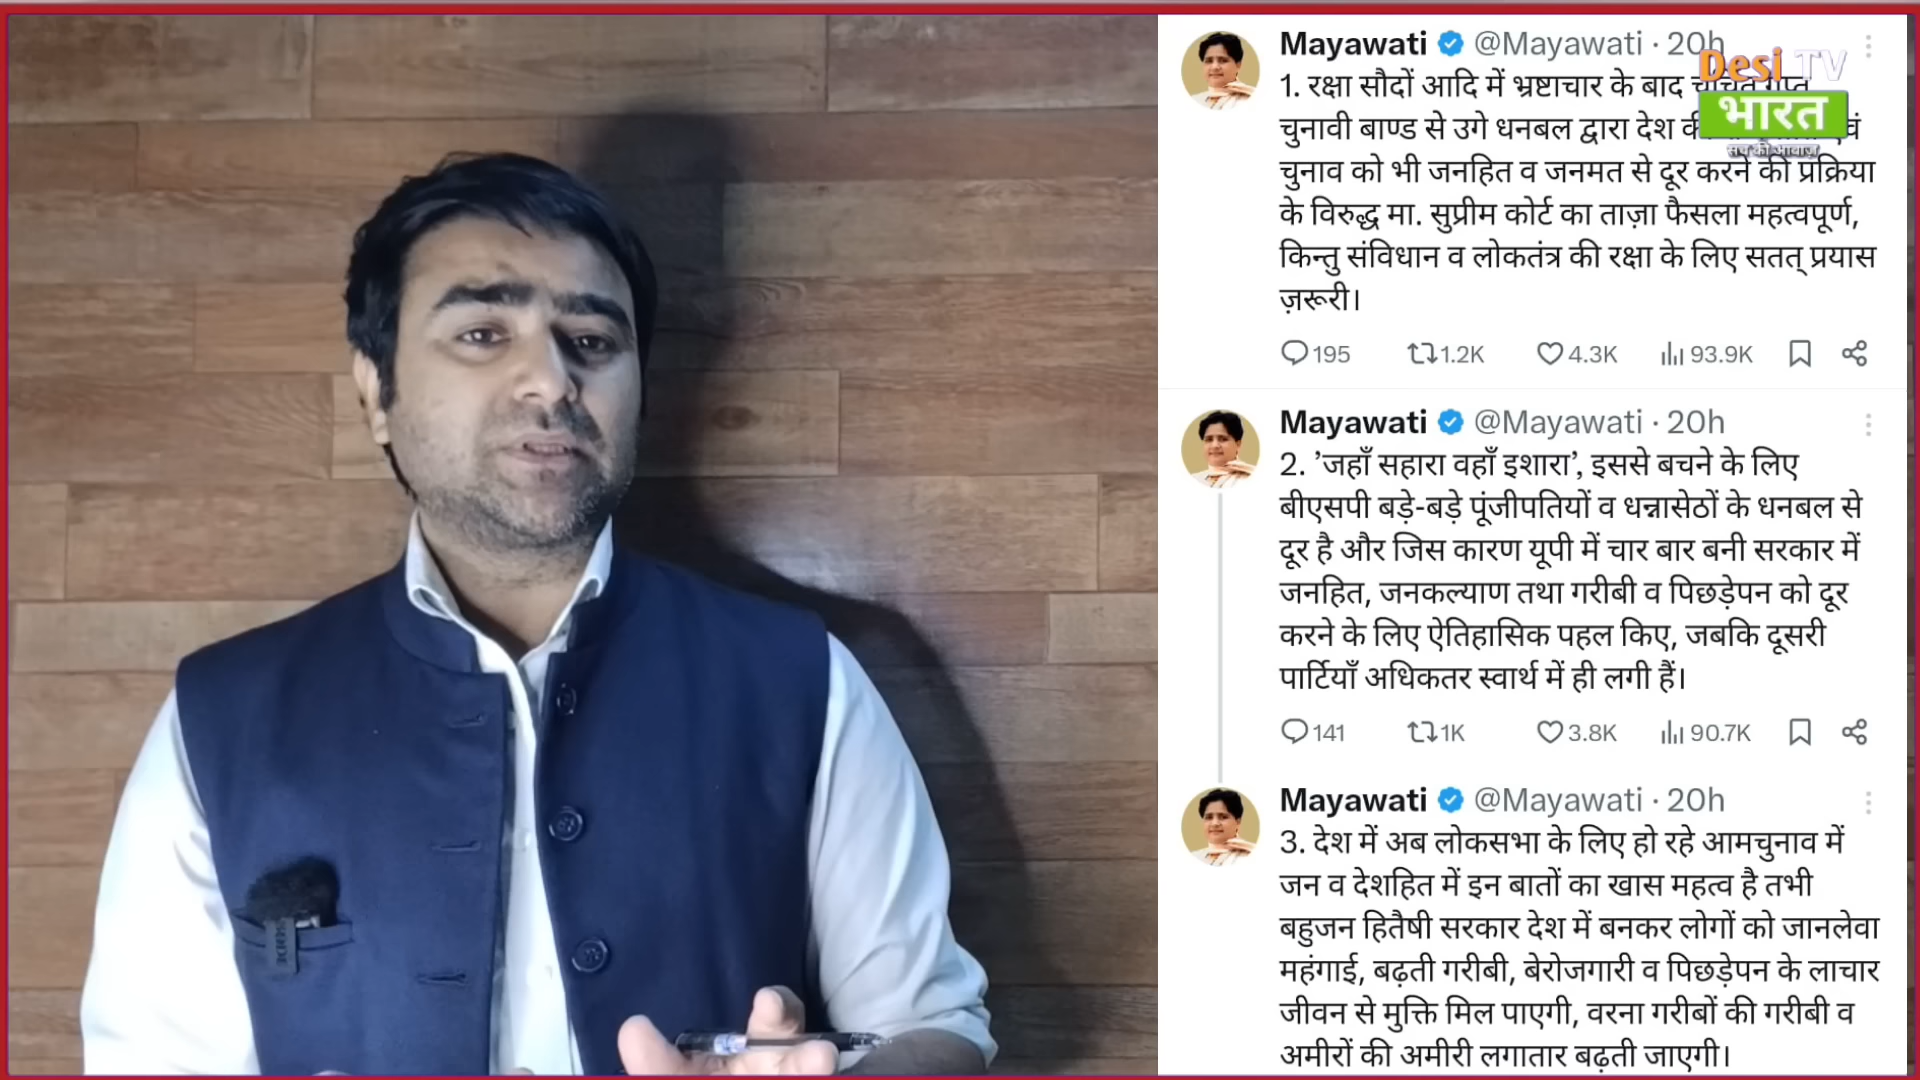 Mayawati @Mayawati · 20h
1. रक्षा सौदों आदि में भ्रष्टाचार के बाद
चुनावी बाण्ड से उगे धनबल द्वारा देश
चुनाव को भी जनहित व जनमत से दूर करने की प्रक्रिया
के विरुद्ध मा. सुप्रीम कोर्ट का ताज़ा फैसला महत्वपूर्ण,
किन्तु संविधान व लोकतंत्र की रक्षा के लिए सतत् प्रयास
ज़रूरी।
195 1.2K 4.3K 93.9K
Desi TV
भारत
सच की आवाज़
Mayawati @Mayawati · 20h
2. ’जहाँ सहारा वहाँ इशारा’, इससे बचने के लिए
बीएसपी बड़े-बड़े पूंजीपतियों व धन्नासेठों के धनबल से
दूर है और जिस कारण यूपी में चार बार बनी सरकार में
जनहित, जनकल्याण तथा गरीबी व पिछड़ेपन को दूर
करने के लिए ऐतिहासिक पहल किए, जबकि दूसरी
पार्टियाँ अधिकतर स्वार्थ में ही लगी हैं।
141 1K 3.8K 90.7K
Mayawati @Mayawati · 20h
3. देश में अब लोकसभा के लिए हो रहे आमचुनाव में
जन व देशहित में इन बातों का खास महत्व है तभी
बहुजन हितैषी सरकार देश में बनकर लोगों को जानलेवा
महंगाई, बढ़ती गरीबी, बेरोजगारी व पिछड़ेपन के लाचार
जीवन से मुक्ति मिल पाएगी, वरना गरीबों की गरीबी व
अमीरों की अमीरी लगातार बढ़ती जाएगी।